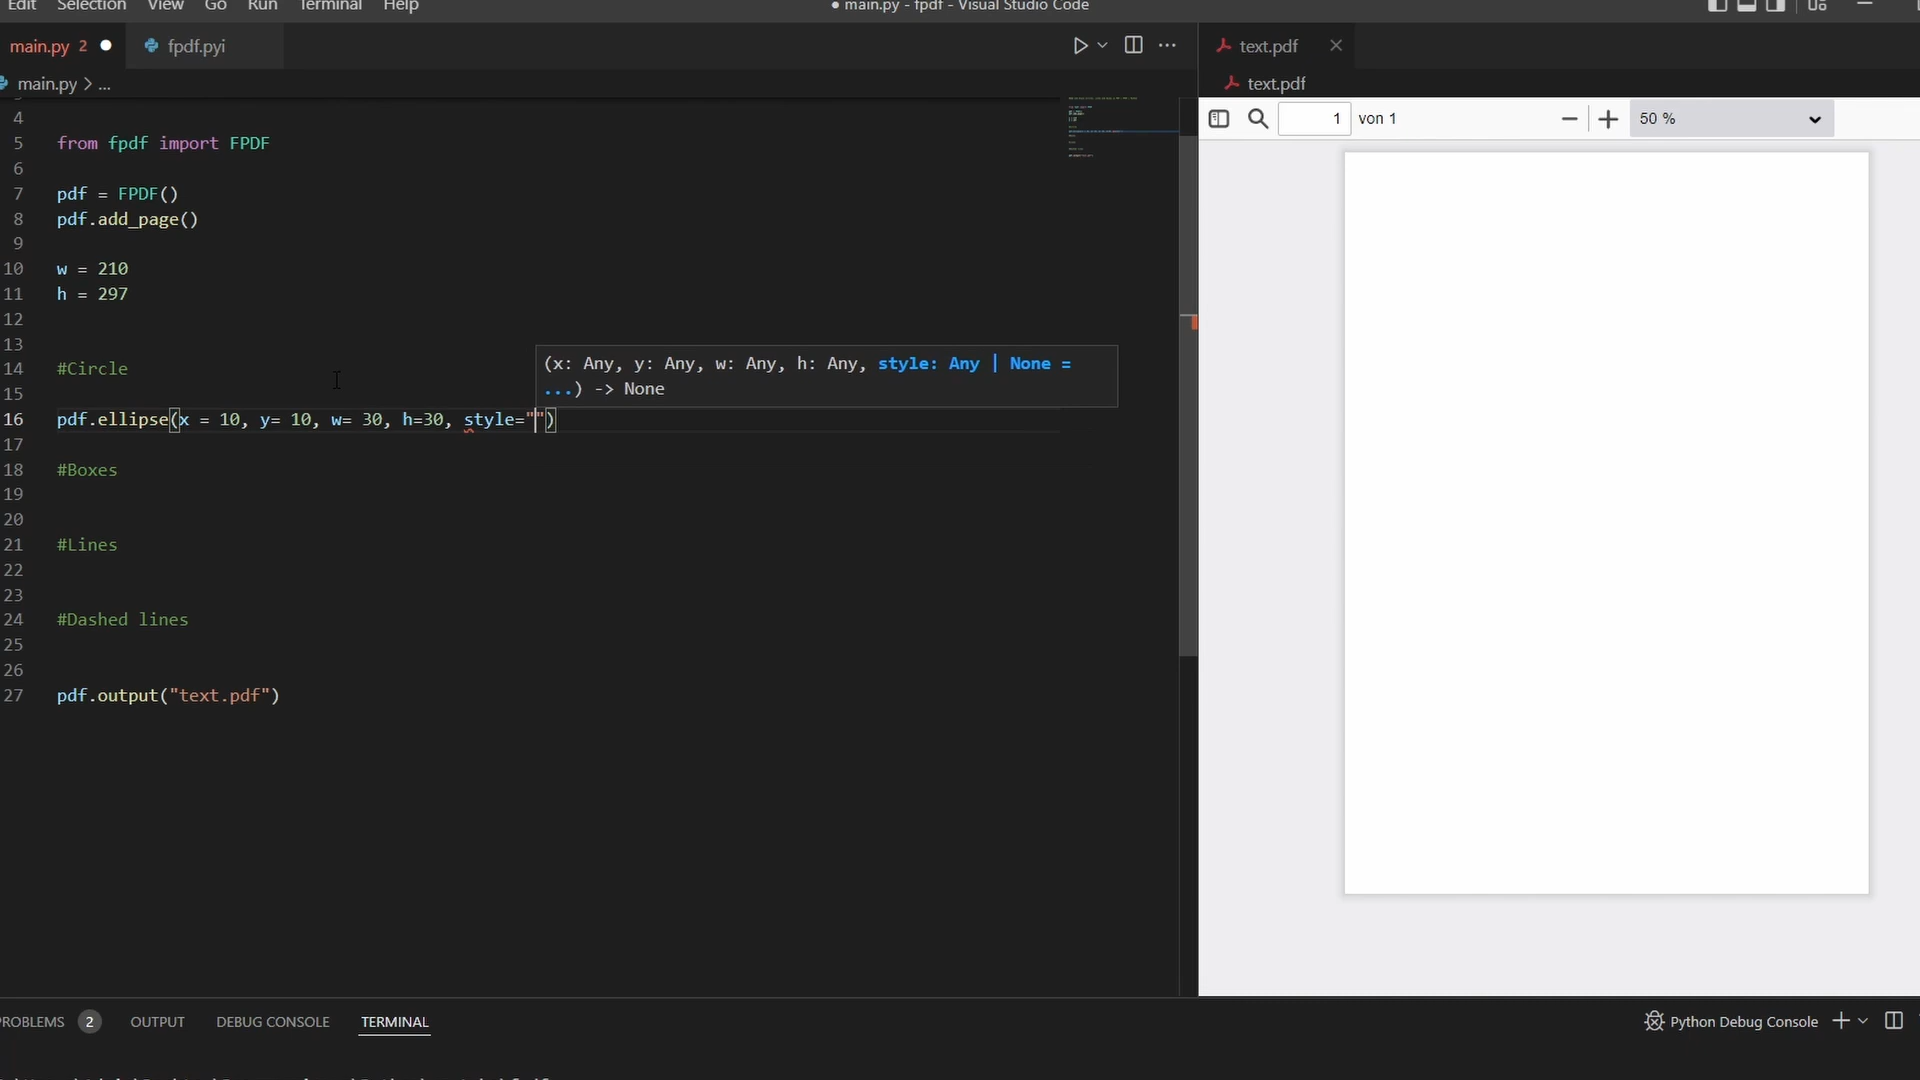 Edit Selection View Go Run Terminal Help
● main.py - fpdf - Visual Studio Code
main.py 2 ●
fpdf.pyi
text.pdf
main.py > ...
text.pdf
1 von 1
50 %
4
5 from fpdf import FPDF
6
7 pdf = FPDF()
8 pdf.add_page()
9
10 w = 210
11 h = 297
12
13
(x: Any, y: Any, w: Any, h: Any, style: Any | None =
...) -> None
14 #Circle
15
16 pdf.ellipse(x = 10, y= 10, w= 30, h=30, style="")
17
18 #Boxes
19
20
21 #Lines
22
23
24 #Dashed lines
25
26
27 pdf.output("text.pdf")
ROBLEMS 2 OUTPUT DEBUG CONSOLE TERMINAL
Python Debug Console